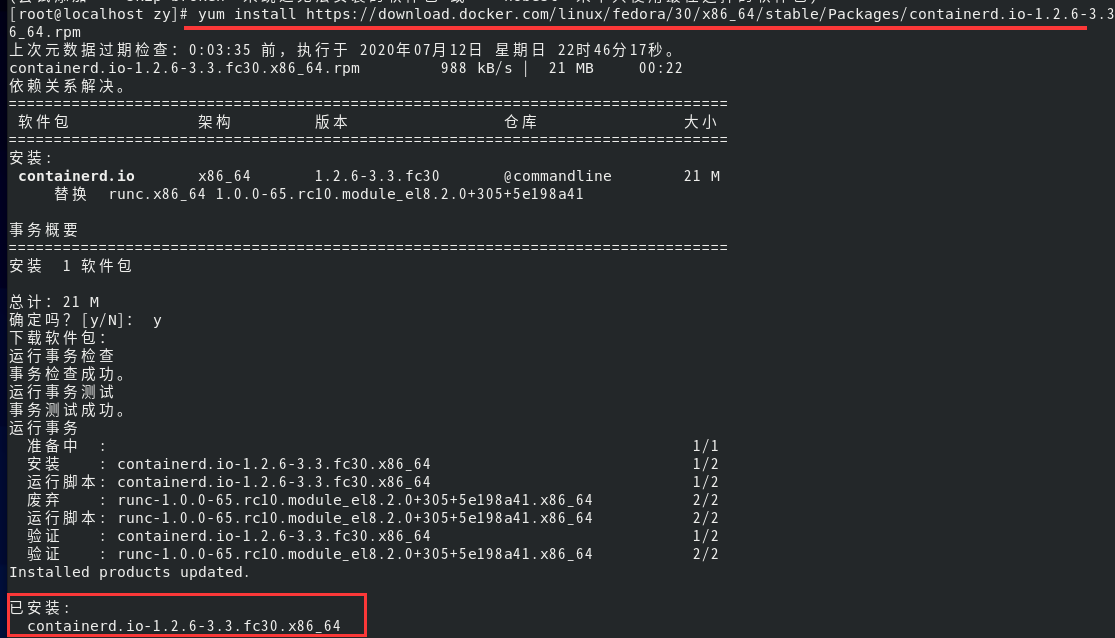 [root@localhost zy]# yum install https://download.docker.com/linux/fedora/30/x86_64/stable/Packages/containerd.io-1.2.6-3.3
6_64.rpm
上次元数据过期检查：0:03:35 前，执行于 2020年07月12日 星期日 22时46分17秒。
containerd.io-1.2.6-3.3.fc30.x86_64.rpm 988 kB/s | 21 MB 00:22
依赖关系解决。
================================================================================
软件包 架构 版本 仓库 大小
================================================================================
安装:
containerd.io x86_64 1.2.6-3.3.fc30 @commandline 21 M
替换 runc.x86_64 1.0.0-65.rc10.module_el8.2.0+305+5e198a41
事务概要
================================================================================
安装 1 软件包
总计：21 M
确定吗？[y/N]： y
下载软件包：
运行事务检查
事务检查成功。
运行事务测试
事务测试成功。
运行事务
准备中 : 1/1
安装 : containerd.io-1.2.6-3.3.fc30.x86_64 1/2
运行脚本: containerd.io-1.2.6-3.3.fc30.x86_64 1/2
废弃 : runc-1.0.0-65.rc10.module_el8.2.0+305+5e198a41.x86_64 2/2
运行脚本: runc-1.0.0-65.rc10.module_el8.2.0+305+5e198a41.x86_64 2/2
验证 : containerd.io-1.2.6-3.3.fc30.x86_64 1/2
验证 : runc-1.0.0-65.rc10.module_el8.2.0+305+5e198a41.x86_64 2/2
Installed products updated.
已安装:
containerd.io-1.2.6-3.3.fc30.x86_64